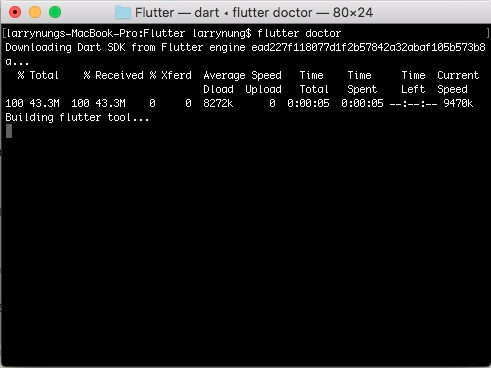 Flutter — dart ◂ flutter doctor — 80×24
[larrynungs-MacBook-Pro:Flutter larrynung$ flutter doctor ]
Downloading Dart SDK from Flutter engine ead227f118077d1f2b57842a32abaf105b573b8
a...
% Total % Received % Xferd Average Speed Time Time Time Current
Dload Upload Total Spent Left Speed
100 43.3M 100 43.3M 0 0 8272k 0 0:00:05 0:00:05 --:--:-- 9470k
Building flutter tool...